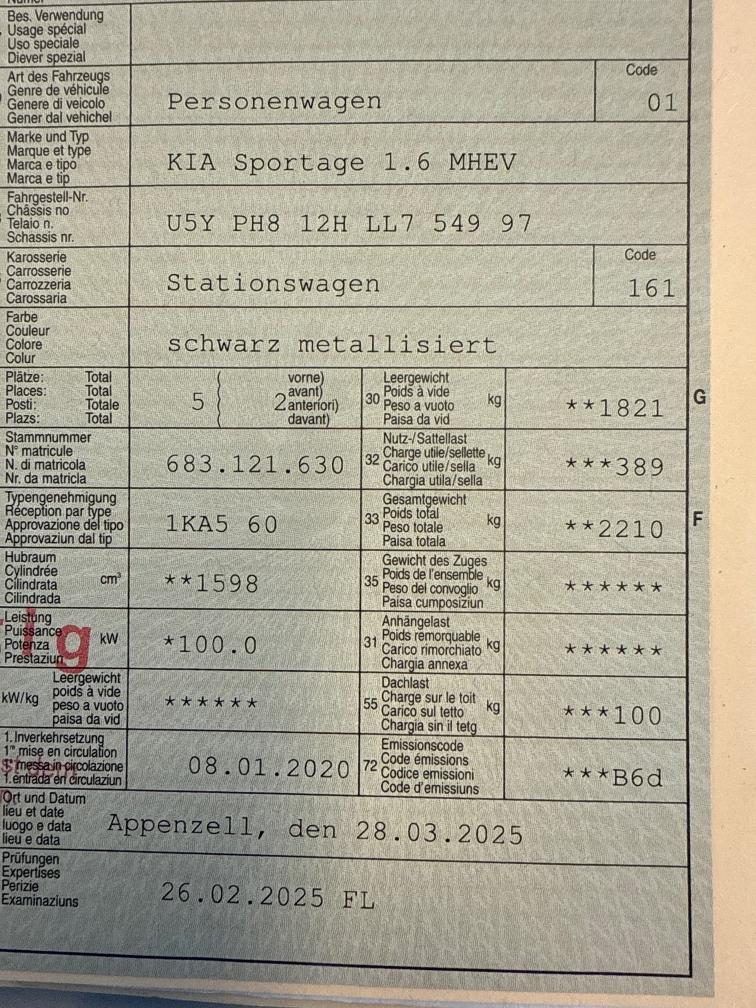 Bes. Verwendung
Usage spécial
Uso speciale
Diever spezial
Art des Fahrzeugs
Genre de véhicule
Genere di veicolo
Gener dal vehichel
Personenwagen
Code
01
Marke und Typ
Marque et type
Marca e tipo
Marca e tip
KIA Sportage 1.6 MHEV
Fahrgestell-Nr.
Châssis no
Telaio n.
Schassis nr.
U5Y PH8 12H LL7 549 97
Karosserie
Carrosserie
Carrozzeria
Carossaria
Stationswagen
Code
161
Farbe
Couleur
Colore
Colur
schwarz metallisiert
Plätze: Total
Places: Total
Posti: Totale
Plazs: Total
5 2 vorne)
avant)
anteriori)
davant)
30 Leergewicht
Poids à vide
Peso a vuoto
Paisa da vid
kg
**1821
G
Stammnummer
N° matricule
N. di matricola
Nr. da matricla
683.121.630
32 Nutz-/Sattellast
Charge utile/sellette
Carico utile/sella
Chargia utila/sella
kg
***389
Typengenehmigung
Réception par type
Approvazione del tipo
Approvaziun dal tip
1KA5 60
33 Gesamtgewicht
Poids total
Peso totale
Paisa totala
kg
**2210
F
Hubraum
Cylindrée
Cilindrata
Cilindrada
cm³
**1598
35 Gewicht des Zuges
Poids de l'ensemble
Peso del convoglio
Paisa cumposiziun
kg
******
Leistung
Puissance
Potenza
Prestaziun
kW
*100.0
31 Anhängelast
Poids remorquable
Carico rimorchiato
Chargia annexa
kg
******
kW/kg
Leergewicht
poids à vide
peso a vuoto
paisa da vid
******
55 Dachlast
Charge sur le toit
Carico sul tetto
Chargia sin il tetg
kg
***100
1. Inverkehrsetzung
1re mise en circulation
1a messa in circolazione
1. entrada en circulaziun
08.01.2020
72 Emissionscode
Code émissions
Codice emissioni
Code d'emissiuns
***B6d
Ort und Datum
lieu et date
luogo e data
lieu e data
Appenzell, den 28.03.2025
Prüfungen
Expertises
Perizie
Examinaziuns
26.02.2025 FL